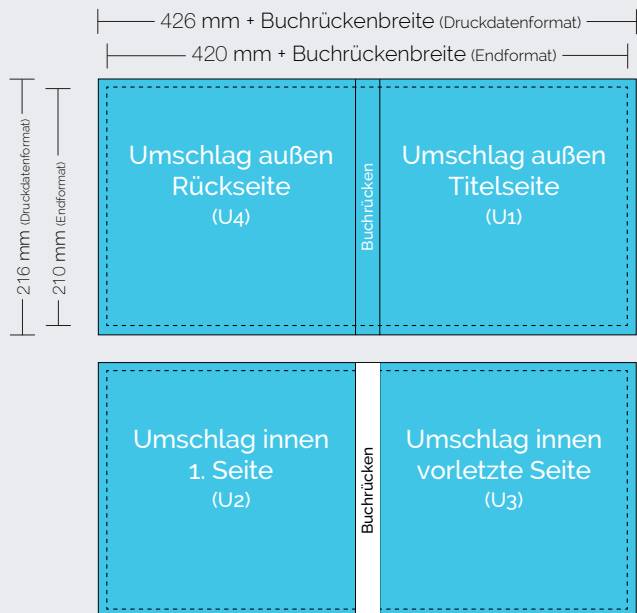 426 mm + Buchrückenbreite (Druckdatenformat)
420 mm + Buchrückenbreite (Endformat)
216 mm (Druckdatenformat)
210 mm (Endformat)
Umschlag außen
Rückseite
(U4)
Buchrücken
Umschlag außen
Titelseite
(U1)
Umschlag innen
1. Seite
(U2)
Buchrücken
Umschlag innen
vorletzte Seite
(U3)